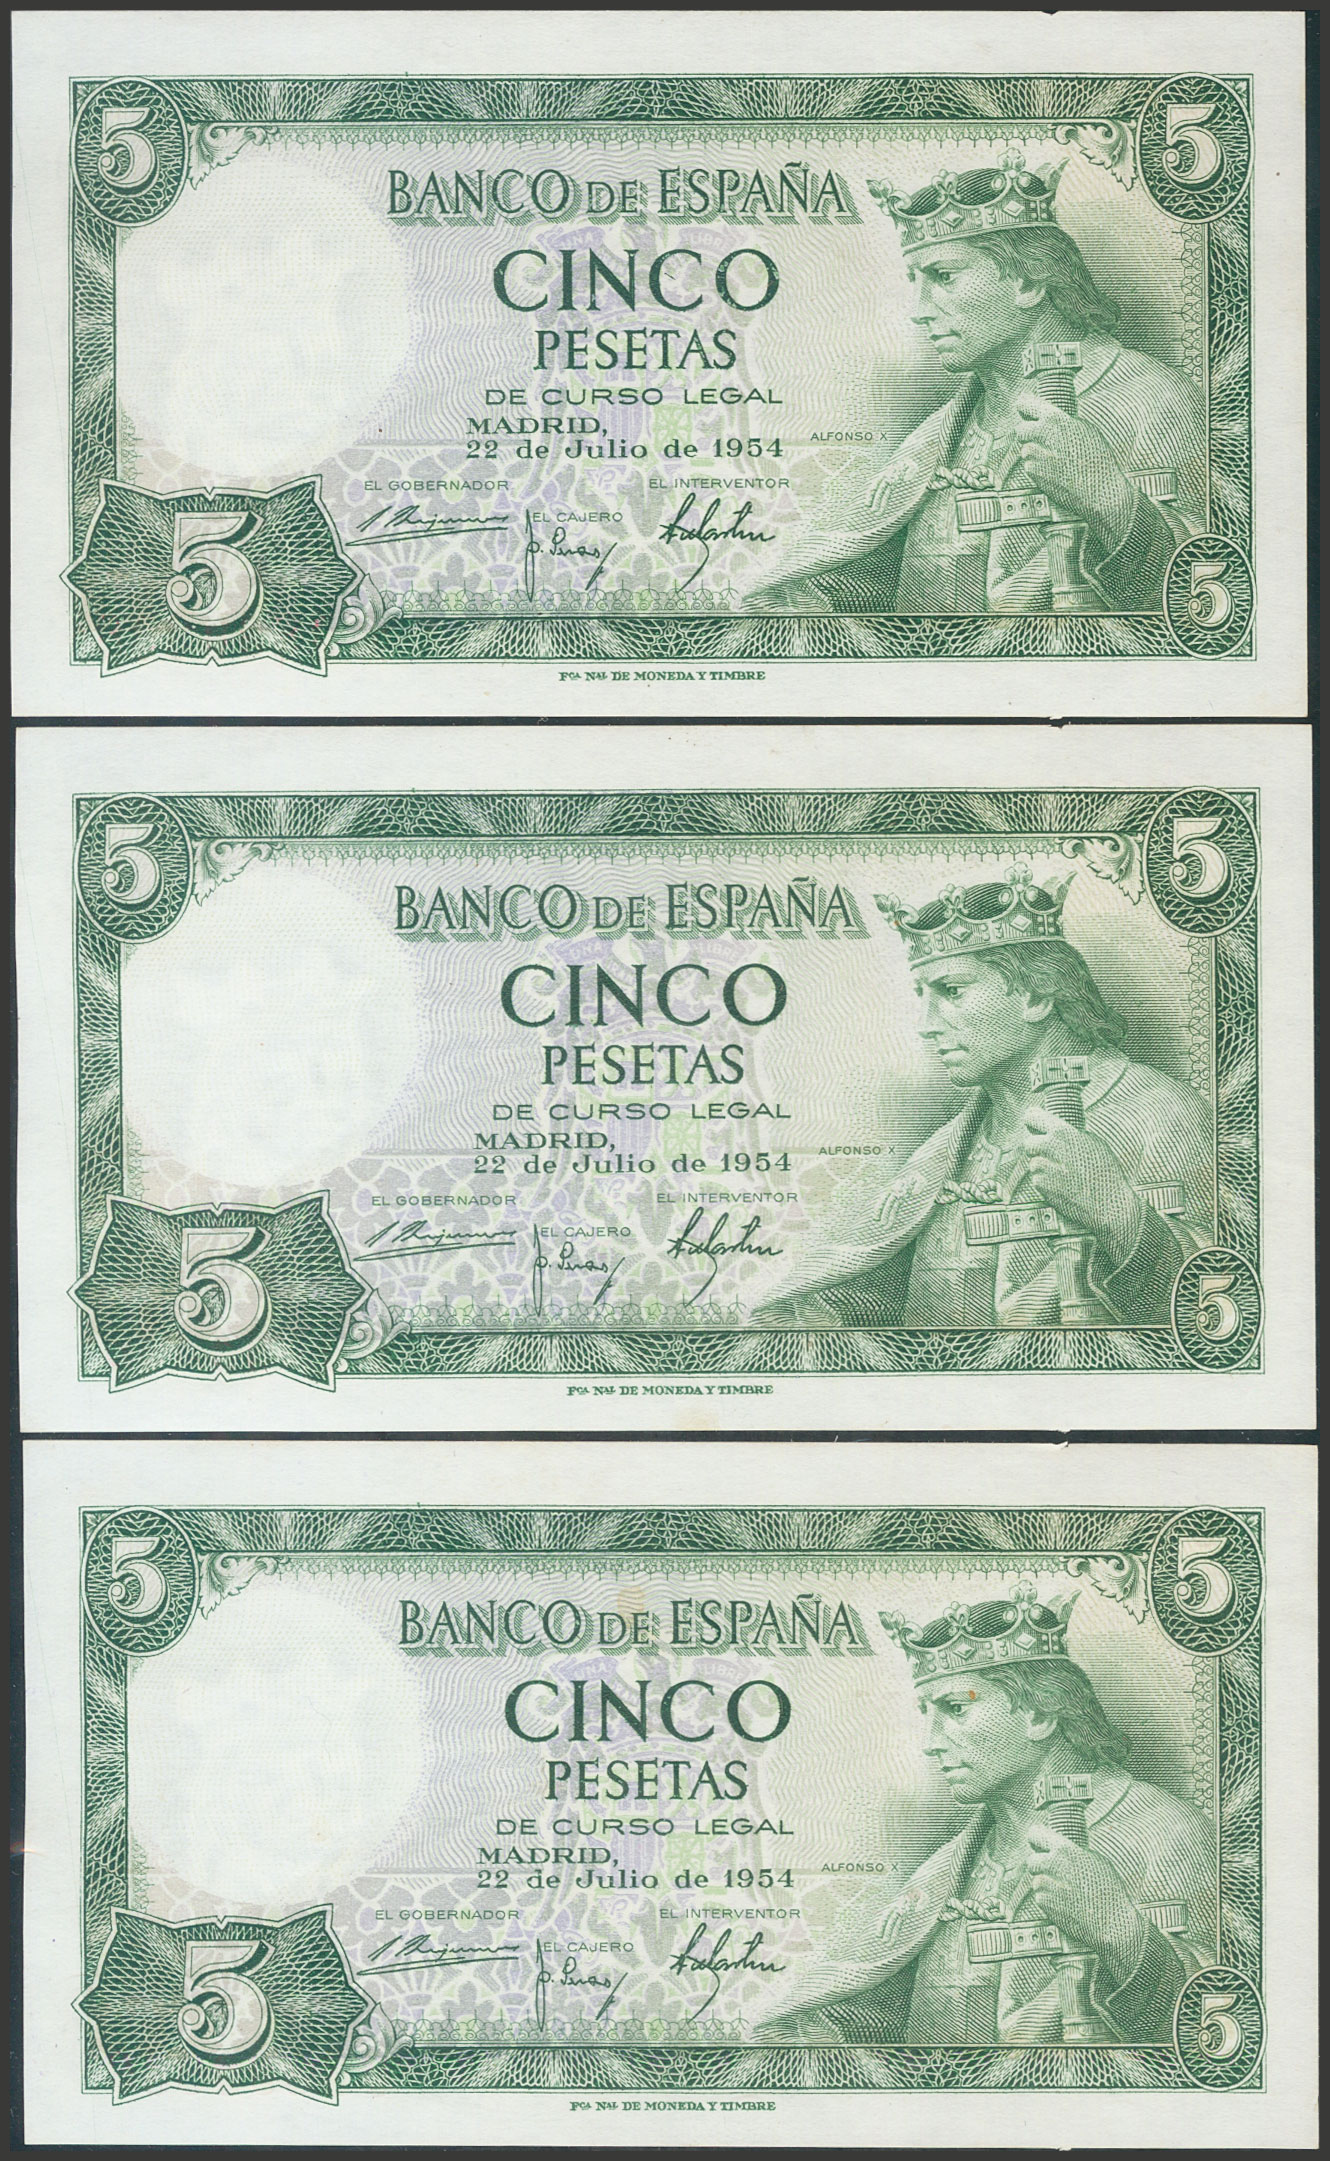 5 5
BANCO DE ESPAÑA
CINCO
PESETAS
DE CURSO LEGAL
MADRID,
22 de Julio de 1954
ALFONSO X
EL GOBERNADOR EL INTERVENTOR
EL CAJERO
5 5
FCA NAL DE MONEDA Y TIMBRE
5 5
BANCO DE ESPAÑA
CINCO
PESETAS
DE CURSO LEGAL
MADRID,
22 de Julio de 1954
ALFONSO X
EL GOBERNADOR EL INTERVENTOR
EL CAJERO
5 5
FCA NAL DE MONEDA Y TIMBRE
5 5
BANCO DE ESPAÑA
CINCO
PESETAS
DE CURSO LEGAL
MADRID,
22 de Julio de 1954
ALFONSO X
EL GOBERNADOR EL INTERVENTOR
EL CAJERO
5 5
FCA NAL DE MONEDA Y TIMBRE